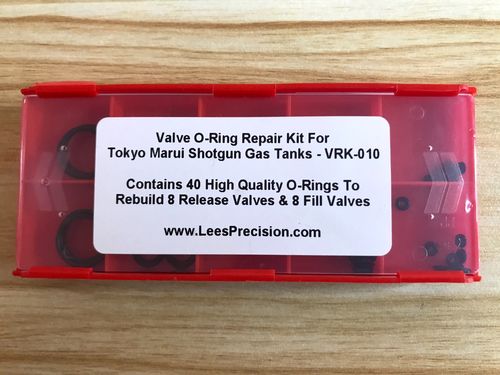 Valve O-Ring Repair Kit For
Tokyo Marui Shotgun Gas Tanks - VRK-010
Contains 40 High Quality O-Rings To
Rebuild 8 Release Valves & 8 Fill Valves
www.LeesPrecision.com